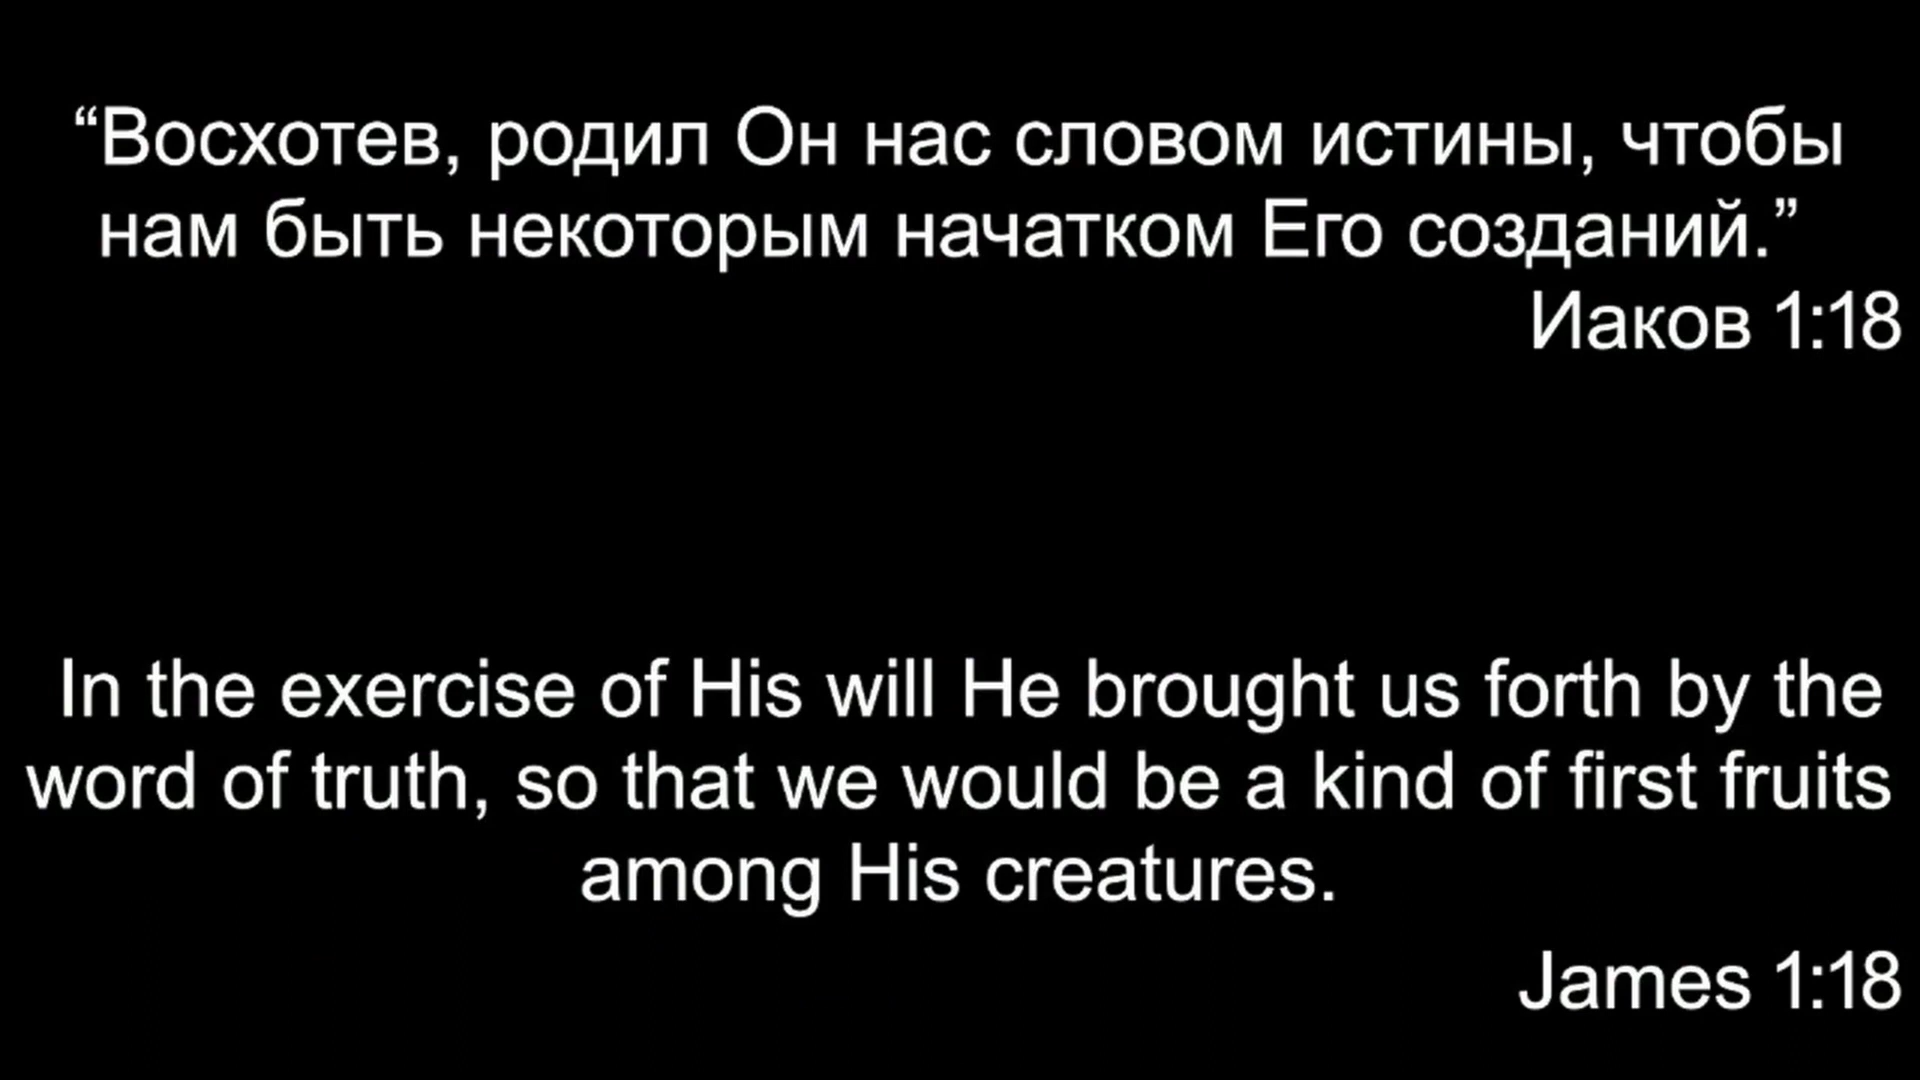 “Восхотев, родил Он нас словом истины, чтобы
нам быть некоторым начатком Его созданий.”
Иаков 1:18
In the exercise of His will He brought us forth by the
word of truth, so that we would be a kind of first fruits
among His creatures.
James 1:18